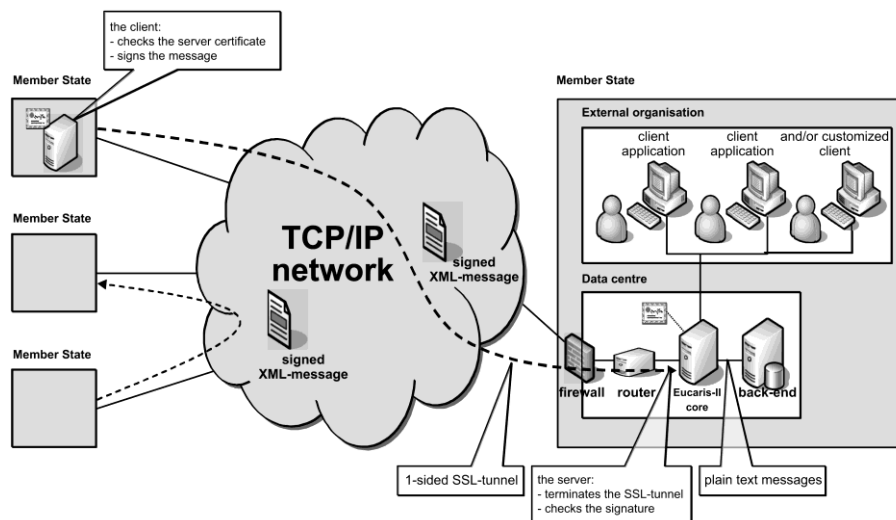 the client:
- checks the server certificate
- signs the message
Member State
Member State
Member State
TCP/IP
network
signed
XML-message
signed
XML-message
Member State
External organisation
client
application
client
application
and/or customized
client
Data centre
firewall
router
Eucaris-II
core
back-end
1-sided SSL-tunnel
the server:
- terminates the SSL-tunnel
- checks the signature
plain text messages